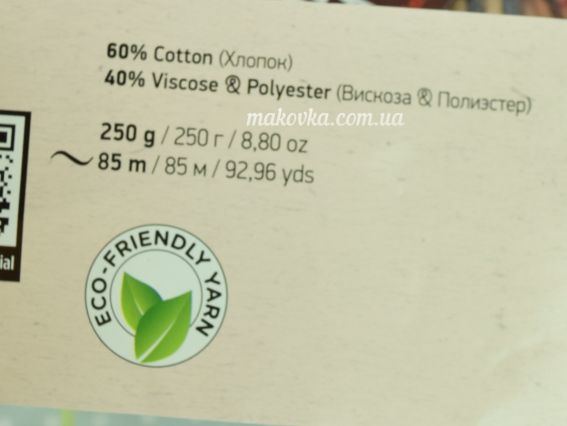 60% Cotton (Хлопок)
40% Viscose & Polyester (Вискоза & Полиэстер)
makovka.com.ua
250 g / 250 г / 8,80 oz
~ 85 m / 85 м / 92,96 yds
ECO-FRIENDLY YARN